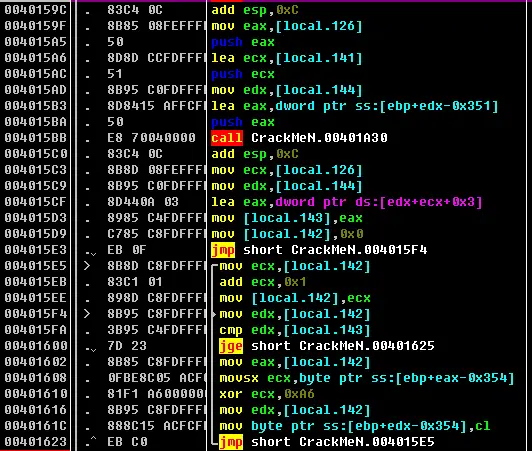 0040159C . 83C4 0C add esp,0xC
0040159F . 8B85 08FEFFFF mov eax,[local.126]
004015A5 . 50 push eax
004015A6 . 8D8D CCFDFFFF lea ecx,[local.141]
004015AC . 51 push ecx
004015AD . 8B95 C0FDFFFF mov edx,[local.144]
004015B3 . 8D8415 AFFCFF lea eax,dword ptr ss:[ebp+edx-0x351]
004015BA . 50 push eax
004015BB . E8 70040000 call CrackMeN.00401A30
004015C0 . 83C4 0C add esp,0xC
004015C3 . 8B8D 08FEFFFF mov ecx,[local.126]
004015C9 . 8B95 C0FDFFFF mov edx,[local.144]
004015CF . 8D440A 03 lea eax,dword ptr ds:[edx+ecx+0x3]
004015D3 . 8985 C4FDFFFF mov [local.143],eax
004015D9 . C785 C8FDFFFF mov [local.142],0x0
004015E3 . EB 0F jmp short CrackMeN.004015F4
004015E5 > 8B8D C8FDFFFF mov ecx,[local.142]
004015EB . 83C1 01 add ecx,0x1
004015EE . 898D C8FDFFFF mov [local.142],ecx
004015F4 > 8B95 C8FDFFFF mov edx,[local.142]
004015FA . 3B95 C4FDFFFF cmp edx,[local.143]
00401600 . 7D 23 jge short CrackMeN.00401625
00401602 . 8B85 C8FDFFFF mov eax,[local.142]
00401608 . 0FBE8C05 ACFC movsx ecx,byte ptr ss:[ebp+eax-0x354]
00401610 . 81F1 A6000000 xor ecx,0xA6
00401616 . 8B95 C8FDFFFF mov edx,[local.142]
0040161C . 888C15 ACFCFF mov byte ptr ss:[ebp+edx-0x354],cl
00401623 .^ EB C0 jmp short CrackMeN.004015E5